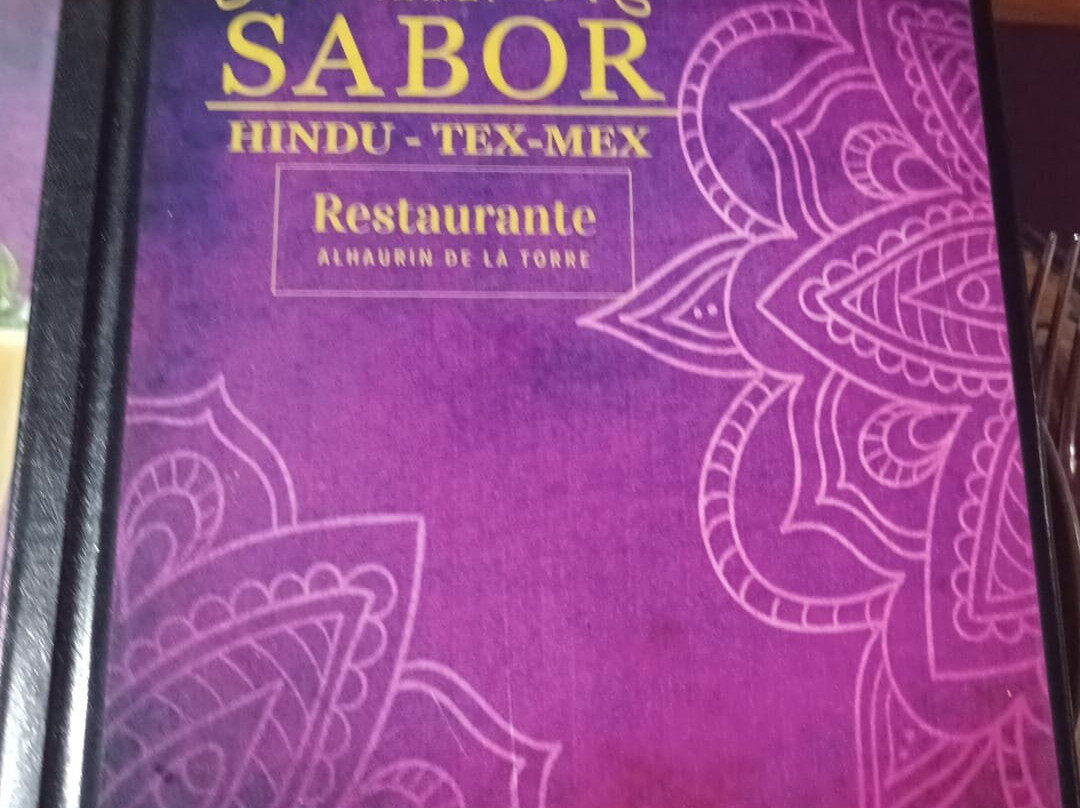 SABOR
HINDU - TEX-MEX
Restaurante
ALHAURIN DE LA TORRE